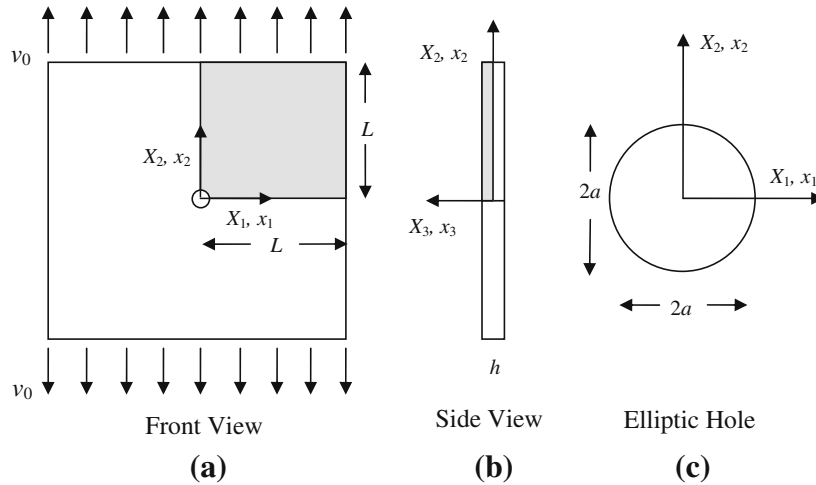 v₀
X₂, x₂
X₁, x₁
L
L
v₀
Front View
(a)
X₂, x₂
X₃, x₃
h
Side View
(b)
X₂, x₂
X₁, x₁
2a
2a
Elliptic Hole
(c)